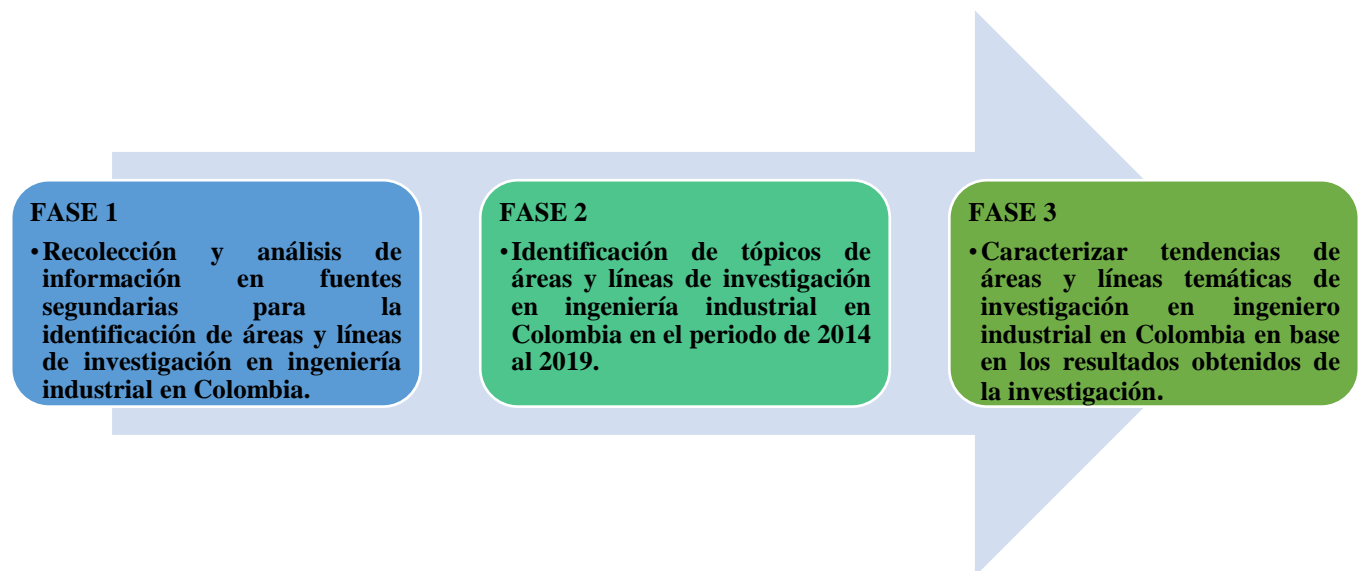 FASE 1
•Recolección y análisis de
información en fuentes
segundarias para la
identificación de áreas y líneas
de investigación en ingeniería
industrial en Colombia.
FASE 2
•Identificación de tópicos de
áreas y líneas de investigación
en ingeniería industrial en
Colombia en el periodo de 2014
al 2019.
FASE 3
•Caracterizar tendencias de
áreas y líneas temáticas de
investigación en ingeniero
industrial en Colombia en base
en los resultados obtenidos de
la investigación.